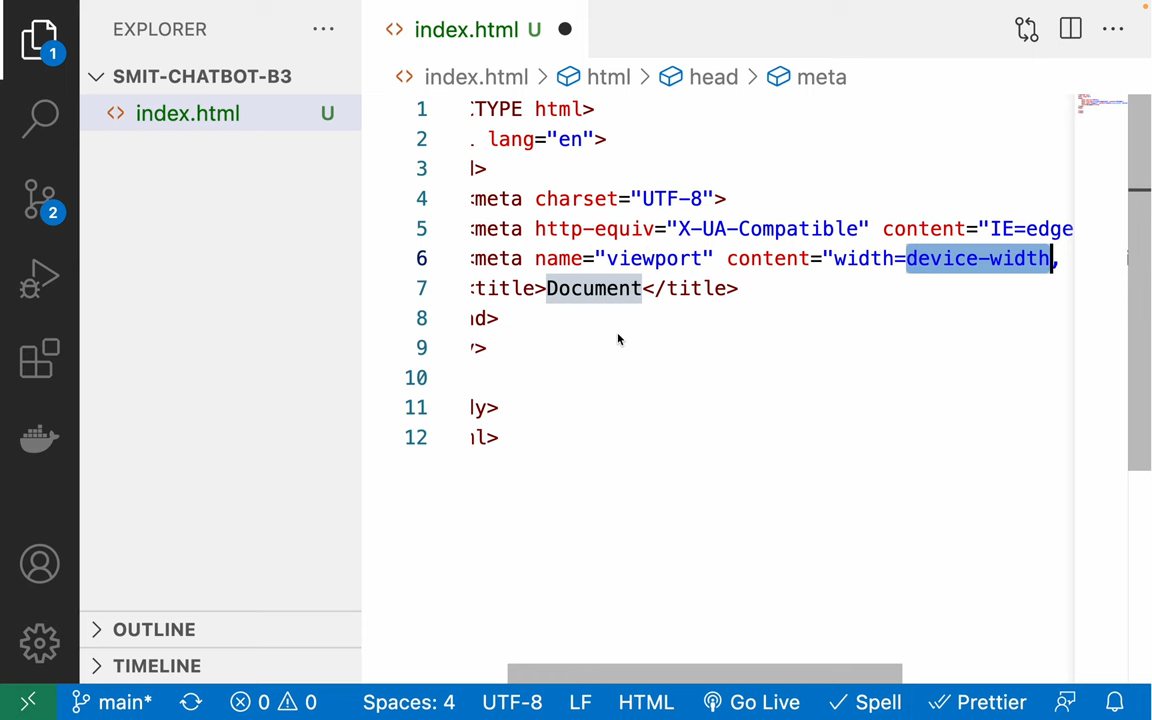 EXPLORER
index.html U
SMIT-CHATBOT-B3
index.html U
index.html > html > head > meta
1 TYPE html>
2 lang="en">
3 >
4 <meta charset="UTF-8">
5 <meta http-equiv="X-UA-Compatible" content="IE=edge
6 <meta name="viewport" content="width=device-width,
7 <title>Document</title>
8 nd>
9 >
10
11 dy>
12 ml>
1
2
OUTLINE
TIMELINE
main* 0 0 Spaces: 4 UTF-8 LF HTML Go Live Spell Prettier